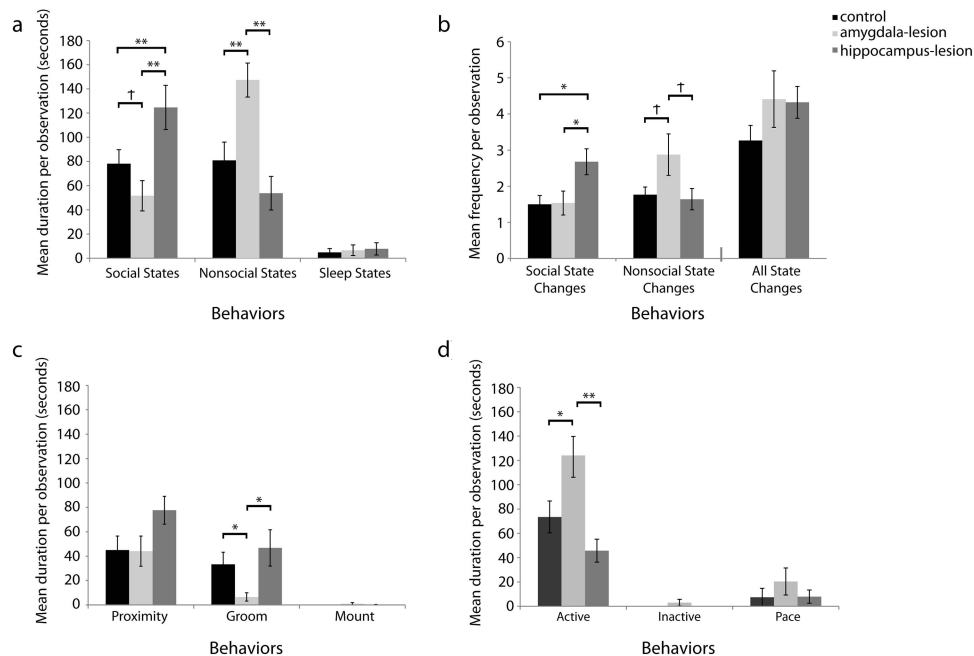 control
amygdala-lesion
hippocampus-lesion
a
Mean duration per observation (seconds)
180
160
140
120
100
80
60
40
20
0
**
**
†
**
**
Social States
Nonsocial States
Sleep States
Behaviors
b
Mean frequency per observation
6
5
4
3
2
1
0
*
*
†
†
Social State
Changes
Nonsocial State
Changes
All State
Changes
Behaviors
c
Mean duration per observation (seconds)
180
160
140
120
100
80
60
40
20
0
*
*
Proximity
Groom
Mount
Behaviors
d
Mean duration per observation (seconds)
180
160
140
120
100
80
60
40
20
0
*
**
Active
Inactive
Pace
Behaviors